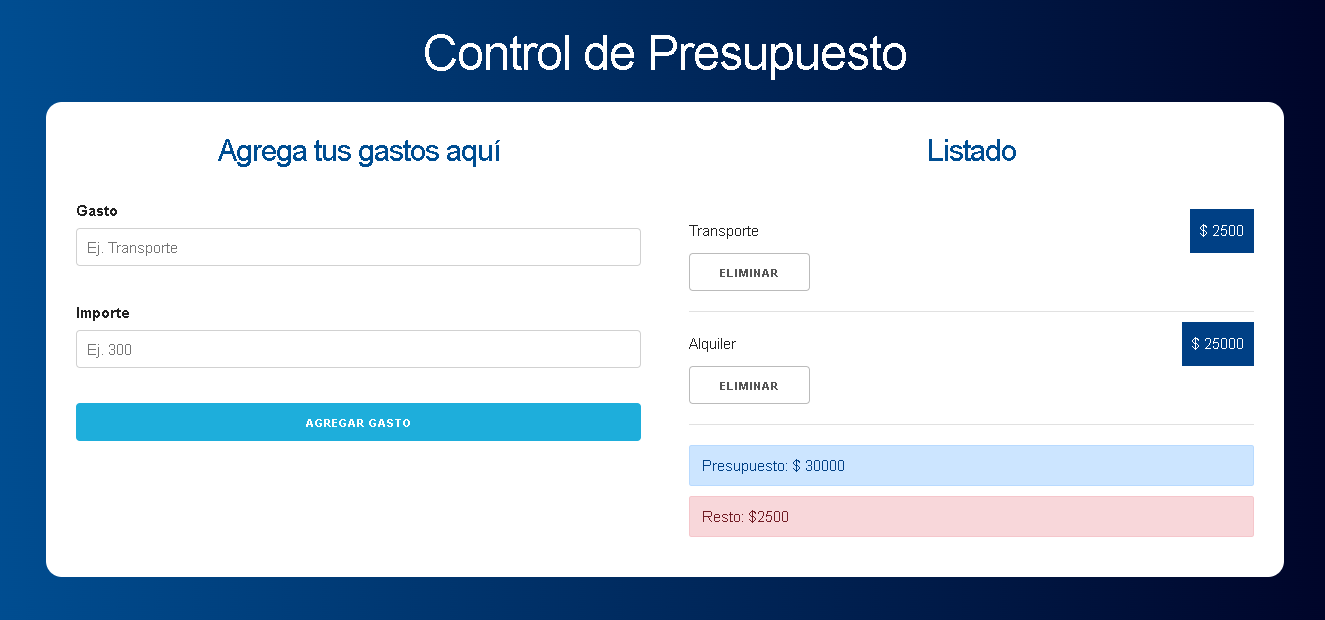 Control de Presupuesto
Agrega tus gastos aquí
Gasto
Ej. Transporte
Importe
Ej. 300
AGREGAR GASTO
Listado
Transporte
$ 2500
ELIMINAR
Alquiler
$ 25000
ELIMINAR
Presupuesto: $ 30000
Resto: $2500